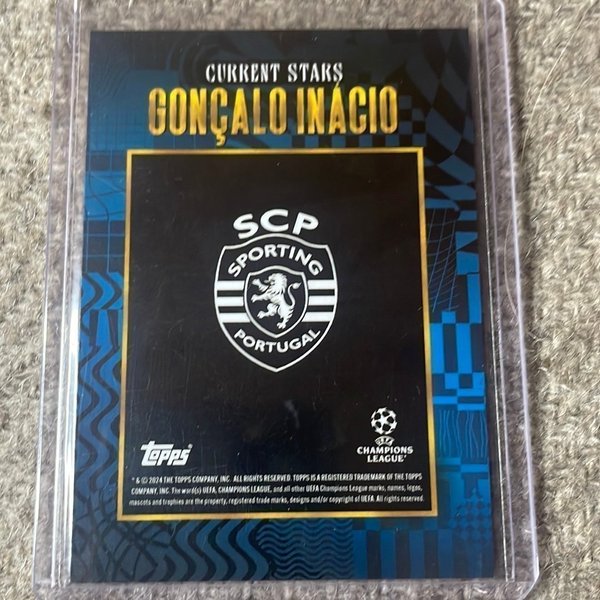 CURRENT STARS
GONÇALO INÁCIO
SCP
SPORTING
PORTUGAL
Topps®
UEFA
CHAMPIONS
LEAGUE®
* & © 2024 THE TOPPS COMPANY, INC. ALL RIGHTS RESERVED. TOPPS IS A REGISTERED TRADEMARK OF THE TOPPS
COMPANY, INC. The word(s) UEFA, CHAMPIONS LEAGUE, and all other UEFA Champions League marks, names, logos,
mascots and trophies are the property, registered trade marks, designs and/or copyright of UEFA. All rights reserved.